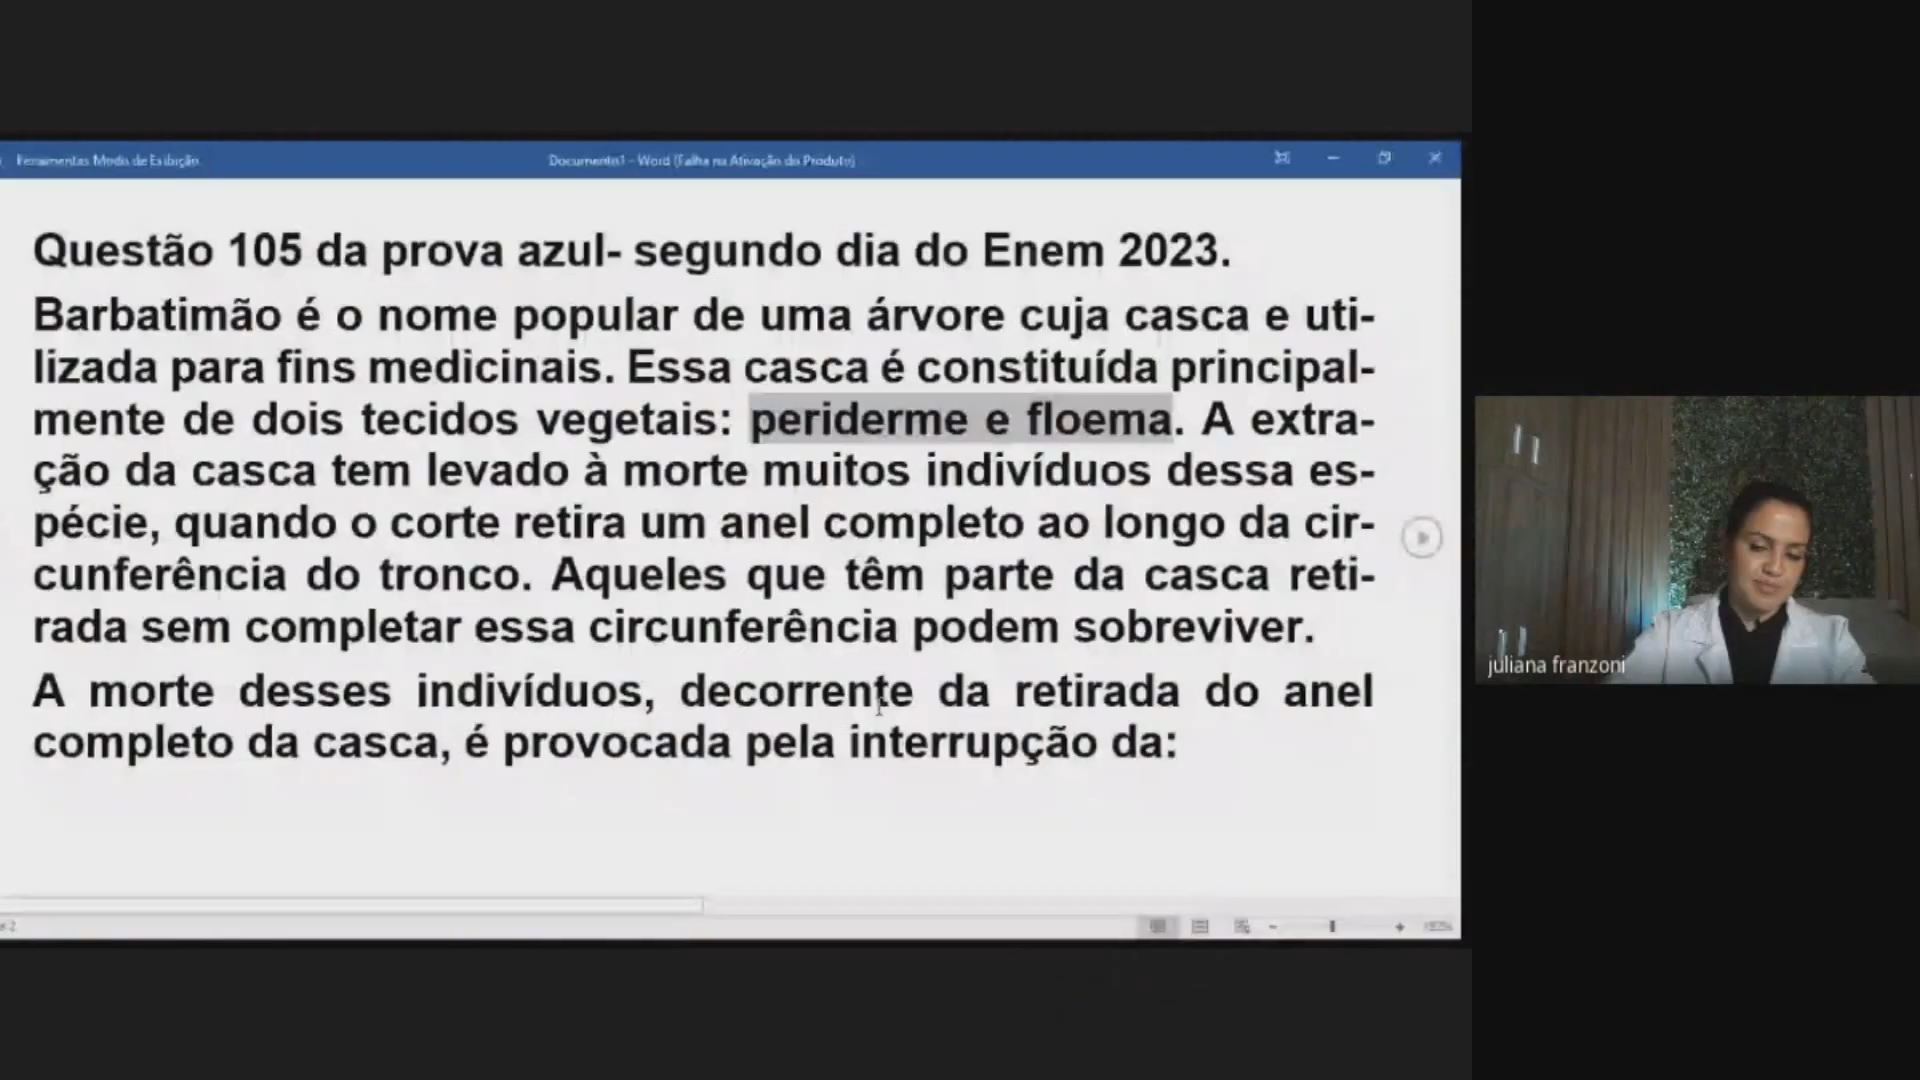 Ferramentas Modo de Exibição
Documento1 - Word (Falha na Ativação do Produto)
Questão 105 da prova azul- segundo dia do Enem 2023.
Barbatimão é o nome popular de uma árvore cuja casca e uti-
lizada para fins medicinais. Essa casca é constituída principal-
mente de dois tecidos vegetais: periderme e floema. A extra-
ção da casca tem levado à morte muitos indivíduos dessa es-
pécie, quando o corte retira um anel completo ao longo da cir-
cunferência do tronco. Aqueles que têm parte da casca reti-
rada sem completar essa circunferência podem sobreviver.
A morte desses indivíduos, decorrente da retirada do anel
completo da casca, é provocada pela interrupção da:
juliana franzoni